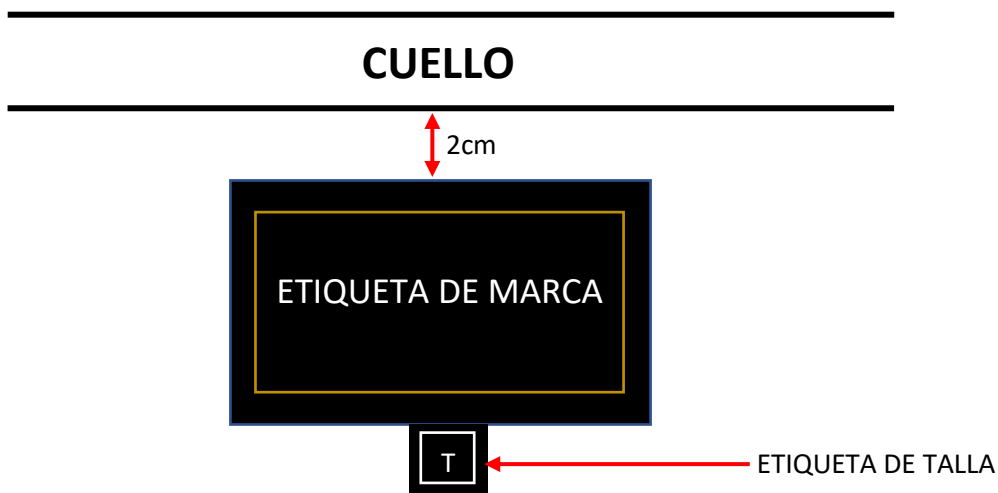 CUELLO
2cm
ETIQUETA DE MARCA
T
ETIQUETA DE TALLA